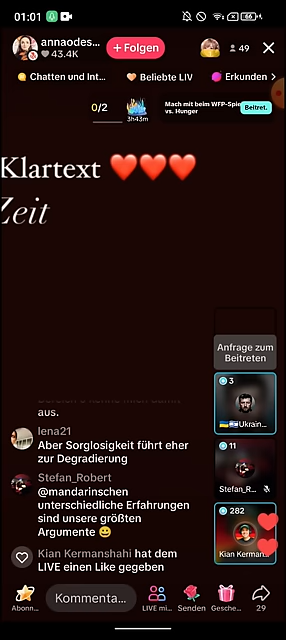 01:01
66
annaodes...
43.4K
+ Folgen
49
Chatten und Int...
Beliebte LIV
Erkunden
0/2
3h43m
Mach mit beim WFP-Spie
vs. Hunger
Beitret.
Klartext ❤️❤️❤️
Zeit
Anfrage zum
Beitreten
3
🇺🇦🇮🇱Ukrain...
aus.
lena21
Aber Sorglosigkeit führt eher
zur Degradierung
11
Stefan_R...
Stefan_Robert
@mandarinschen
unterschiedliche Erfahrungen
sind unsere größten
Argumente 😀
282
Kian Kerman...
Kian Kermanshahi hat dem
LIVE einen Like gegeben
Abonn...
Kommenta...
LIVE mi...
Senden
Gesche...
29